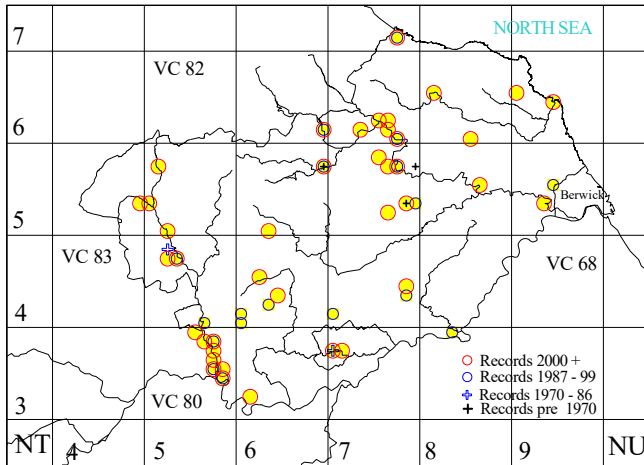 7
NORTH SEA
VC 82
6
Berwick
5
VC 83
VC 68
4
Records 2000 +
Records 1987 - 99
Records 1970 - 86
VC 80
Records pre 1970
3
NT 4 5 6 7 8 9 NU